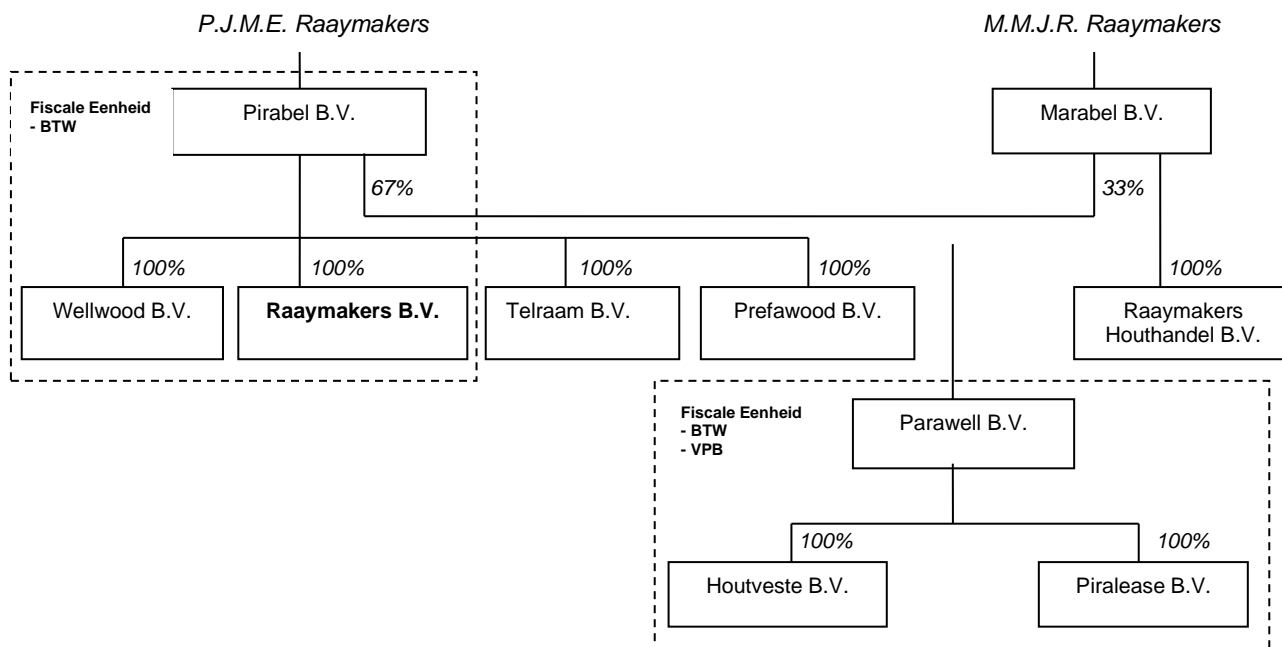 P.J.M.E. Raaymakers
M.M.J.R. Raaymakers
Fiscale Eenheid
- BTW
Pirabel B.V.
Marabel B.V.
67%
33%
100%
100%
100%
100%
100%
Wellwood B.V.
Raaymakers B.V.
Telraam B.V.
Prefawood B.V.
Raaymakers
Houthandel B.V.
Fiscale Eenheid
- BTW
- VPB
Parawell B.V.
100%
100%
Houtveste B.V.
Piralease B.V.